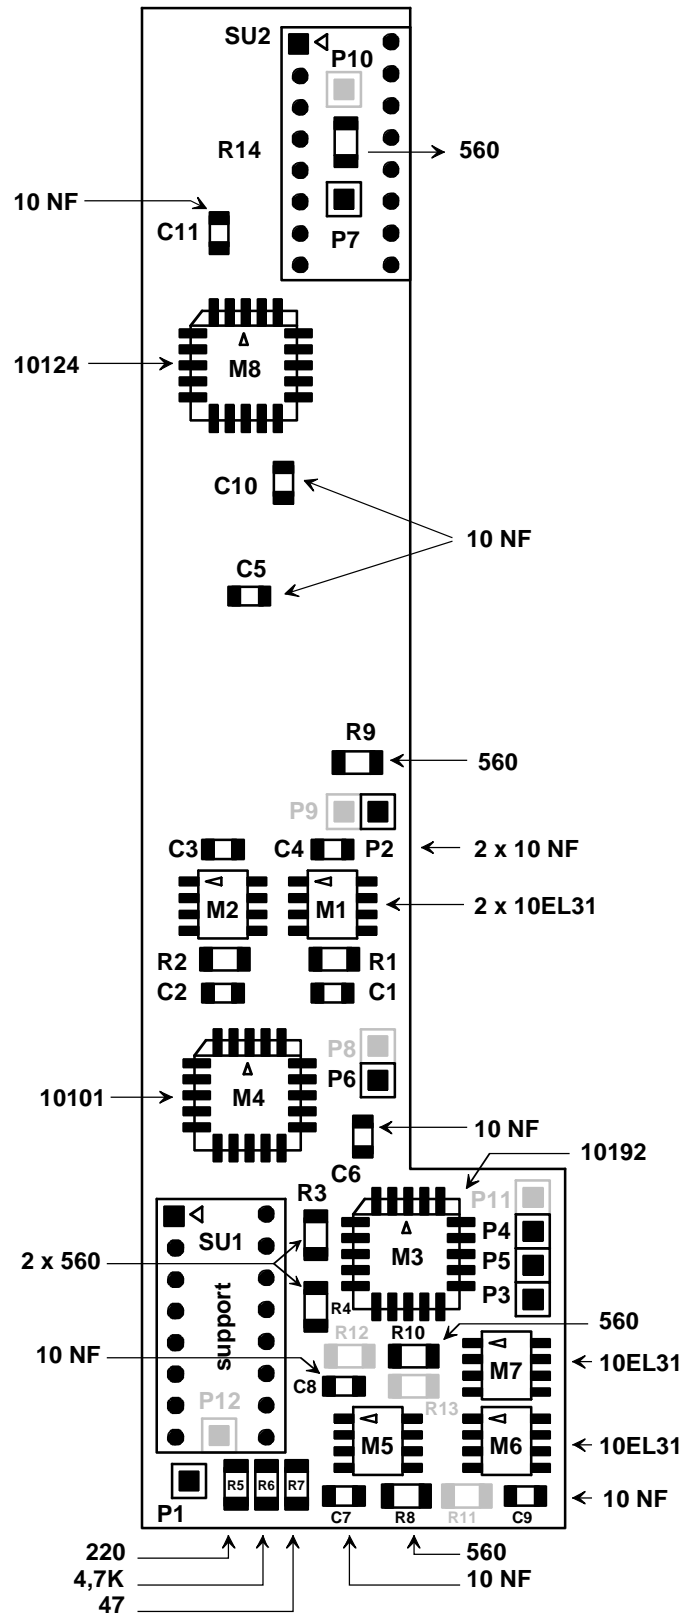 SU2
P10
R14
560
10 NF
C11
P7
10124
M8
C10
10 NF
C5
R9
560
P9
C3 C4 P2 2 x 10 NF
M2 M1 2 x 10EL31
R2 R1
C2 C1
P8
P6
10101
M4
10 NF
C6
10192
R3
P11
P4
SU1
M3
P5
2 x 560
P3
R4
support
560
R12 R10
10 NF
M7
10EL31
C8
P12
R13
M5 M6 10EL31
R5 R6 R7
P1
10 NF
C7 R8 R11 C9
220
560
4,7K
10 NF
47